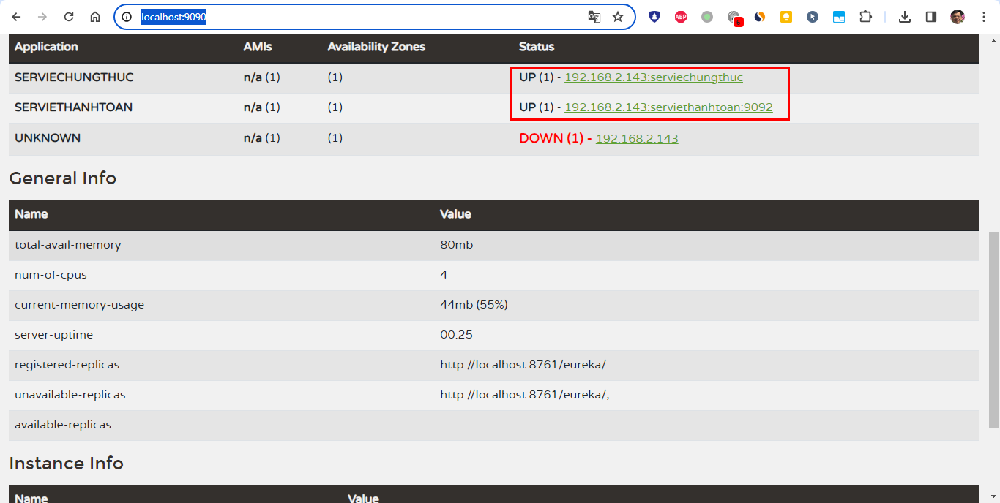 localhost:9090
ABP
6
Application AMIs Availability Zones Status
SERVIECHUNGTHUC n/a (1) (1) UP (1) - 192.168.2.143:serviechungthuc
SERVIETHANHTOAN n/a (1) (1) UP (1) - 192.168.2.143:serviethanhtoan:9092
UNKNOWN n/a (1) (1) DOWN (1) - 192.168.2.143
General Info
Name Value
total-avail-memory 80mb
num-of-cpus 4
current-memory-usage 44mb (55%)
server-uptime 00:25
registered-replicas http://localhost:8761/eureka/
unavailable-replicas http://localhost:8761/eureka/,
available-replicas
Instance Info
Name Value